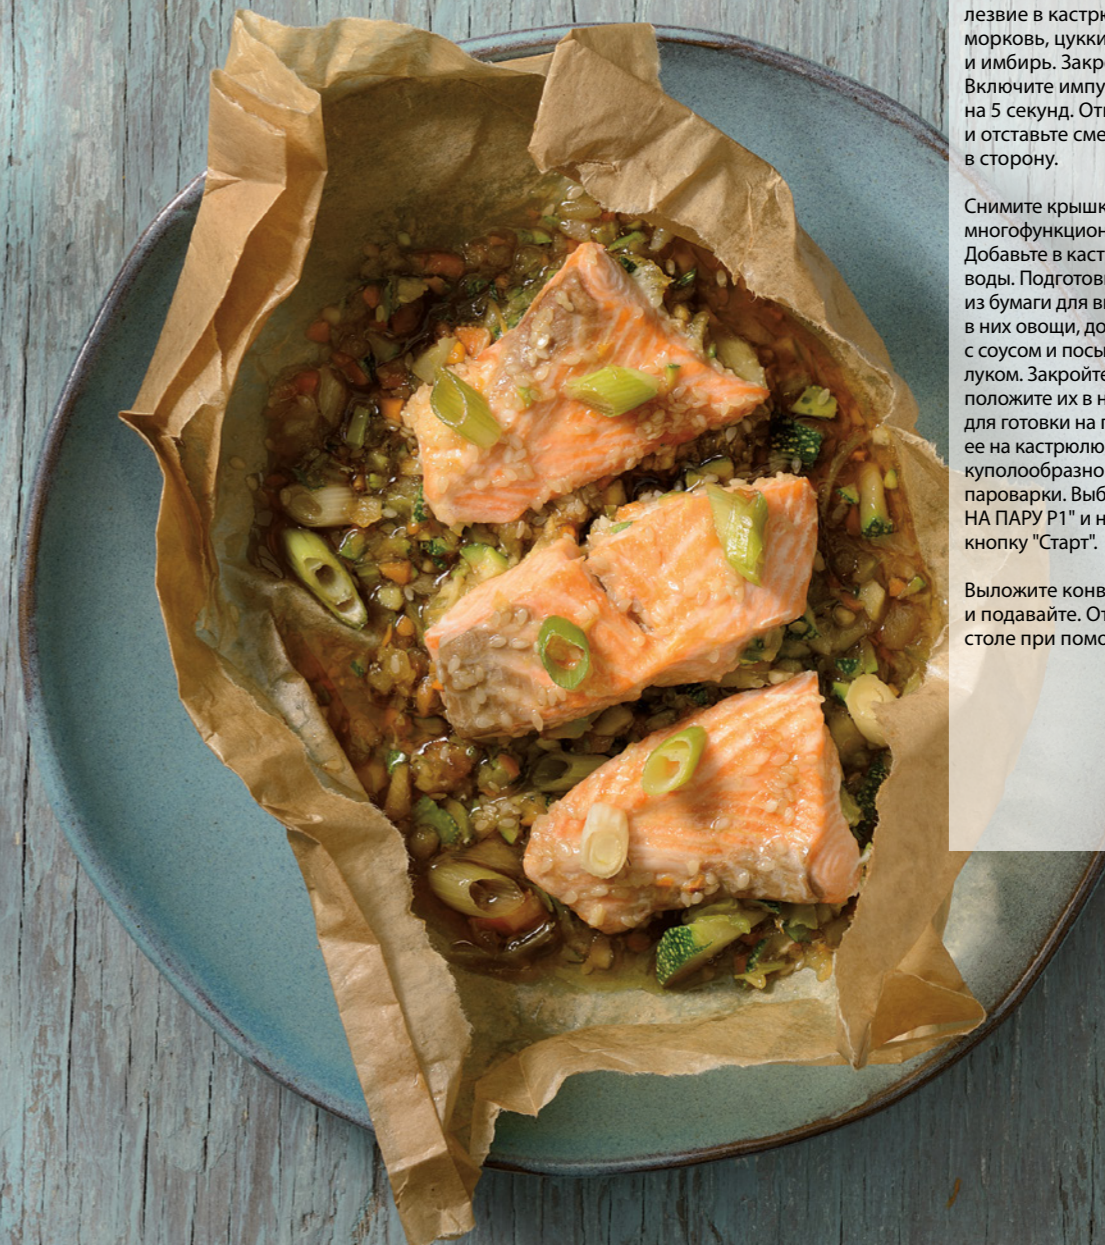 лезвие в кастрю
морковь, цукки
и имбирь. Закро
Включите импу
на 5 секунд. От
и отставьте сме
в сторону.
Снимите крышк
многофункцион
Добавьте в каст
воды. Подготов
из бумаги для в
в них овощи, до
с соусом и посы
луком. Закройте
положите их в н
для готовки на п
ее на кастрюлю
куполообразно
пароварки. Выб
НА ПАРУ P1" и н
кнопку "Старт".
Выложите конв
и подавайте. От
столе при помо